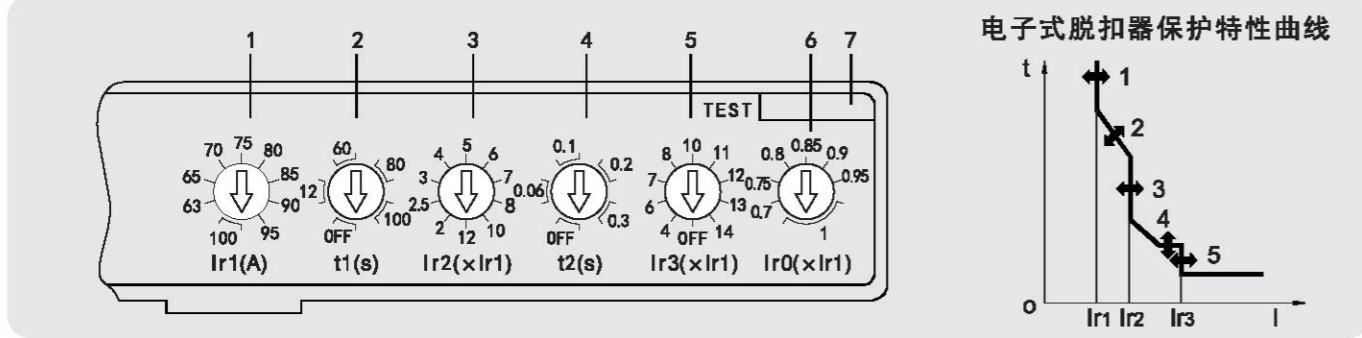 电子式脱扣器保护特性曲线
1 2 3 4 5 6 7
TEST
63 65 70 75 80 85 90 95 100
Ir1(A)
12 60 80 100 OFF
t1(s)
2 2.5 3 4 5 6 7 8 10 12
Ir2(×Ir1)
0.06 0.1 0.2 0.3 OFF
t2(s)
4 6 7 8 10 11 12 13 14 OFF
Ir3(×Ir1)
0.7 0.75 0.8 0.85 0.9 0.95 1
Ir0(×Ir1)
t
1
2
3
4
5
o
Ir1 Ir2 Ir3 I